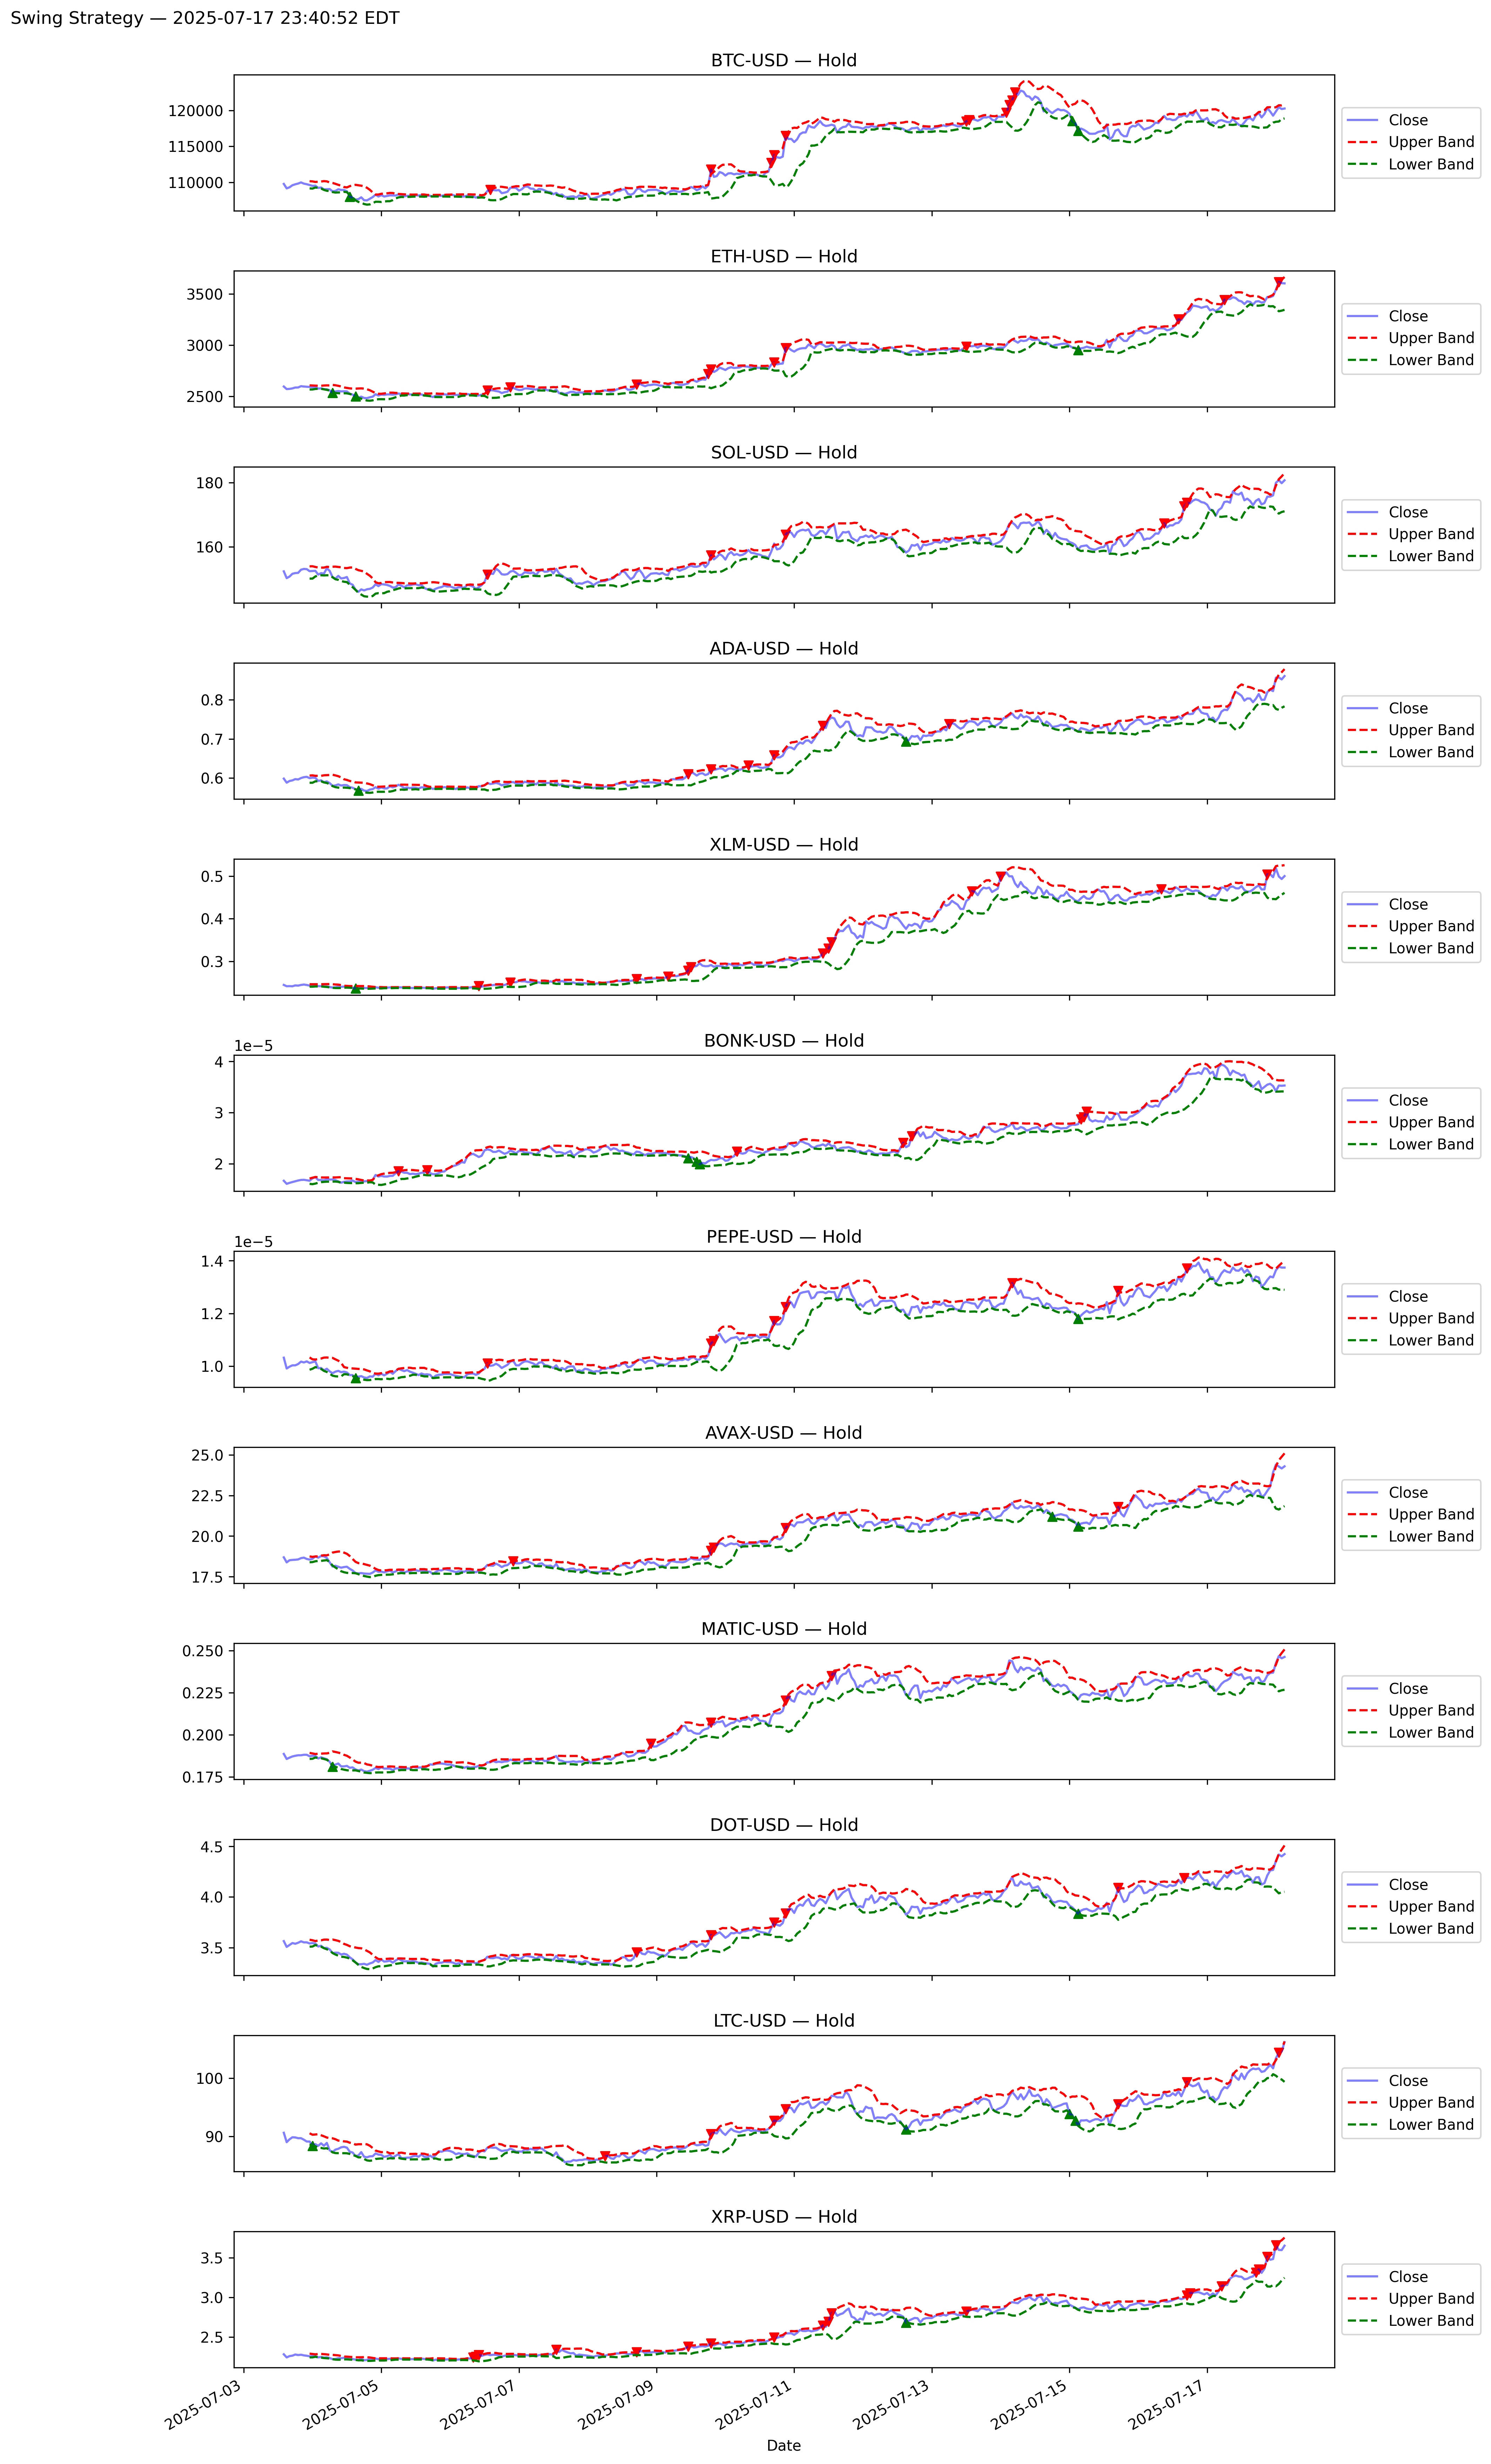 Swing Strategy — 2025-07-17 23:40:52 EDT
BTC-USD — Hold
120000
115000
110000
Close
Upper Band
Lower Band
ETH-USD — Hold
3500
3000
2500
Close
Upper Band
Lower Band
SOL-USD — Hold
180
160
Close
Upper Band
Lower Band
ADA-USD — Hold
0.8
0.7
0.6
Close
Upper Band
Lower Band
XLM-USD — Hold
0.5
0.4
0.3
Close
Upper Band
Lower Band
BONK-USD — Hold
1e−5
4
3
2
Close
Upper Band
Lower Band
PEPE-USD — Hold
1e−5
1.4
1.2
1.0
Close
Upper Band
Lower Band
AVAX-USD — Hold
25.0
22.5
20.0
17.5
Close
Upper Band
Lower Band
MATIC-USD — Hold
0.250
0.225
0.200
0.175
Close
Upper Band
Lower Band
DOT-USD — Hold
4.5
4.0
3.5
Close
Upper Band
Lower Band
LTC-USD — Hold
100
90
Close
Upper Band
Lower Band
XRP-USD — Hold
3.5
3.0
2.5
Close
Upper Band
Lower Band
2025-07-03
2025-07-05
2025-07-07
2025-07-09
2025-07-11
2025-07-13
2025-07-15
2025-07-17
Date